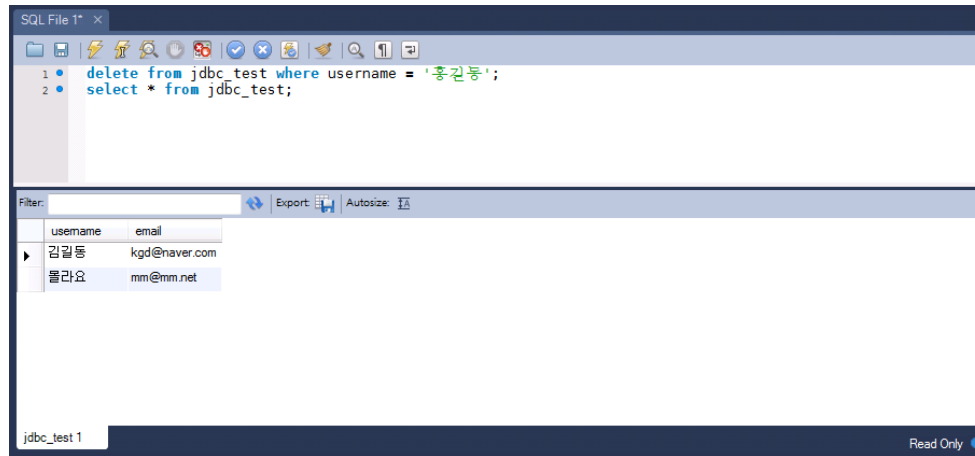 SQL File 1* ×
1 delete from jdbc_test where username = '홍길동';
2 select * from jdbc_test;
Filter: Export: Autosize:
username email
김길동 kgd@naver.com
몰라요 mm@mm.net
jdbc_test 1
Read Only